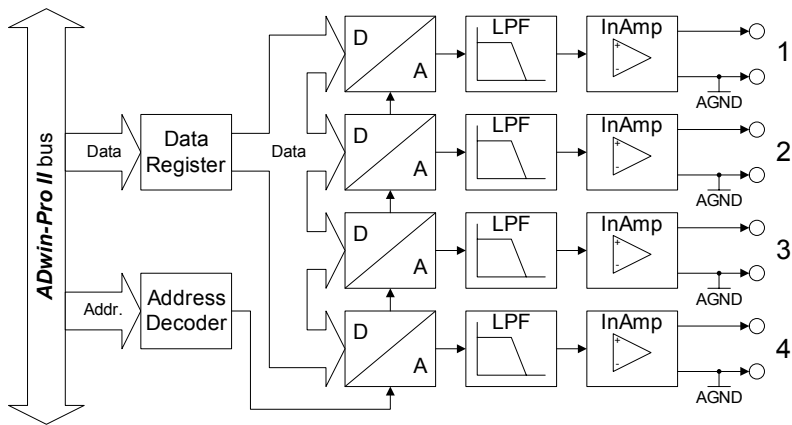 ADwin-Pro II bus
Data
Data
Register
Data
Addr.
Address
Decoder
D
A
LPF
InAmp
+
-
AGND
1
D
A
LPF
InAmp
+
-
AGND
2
D
A
LPF
InAmp
+
-
AGND
3
D
A
LPF
InAmp
+
-
AGND
4